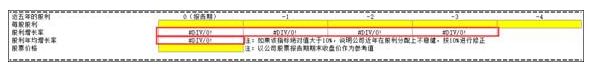 近五年的股利 0（报告期） -1 -2 -3 -4
每股股利
股利增长率 #DIV/0! #DIV/0! #DIV/0! #DIV/0!
股利年均增长率 #DIV/0! 注：如果该指标绝对值大于10%，说明公司近年在股利分配上不稳健，按10%进行修正
股票价格 注：以公司股票报告期期末收盘价作为参考值